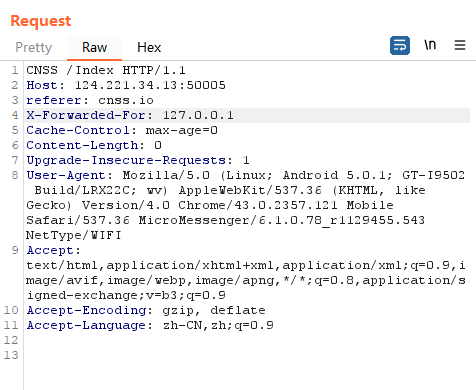 Request
Pretty Raw Hex \n
1 CNSS /Index HTTP/1.1
2 Host: 124.221.34.13:50005
3 referer: cnss.io
4 X-Forwarded-For: 127.0.0.1
5 Cache-Control: max-age=0
6 Content-Length: 0
7 Upgrade-Insecure-Requests: 1
8 User-Agent: Mozilla/5.0 (Linux; Android 5.0.1; GT-I9502
Build/LRX22C; wv) AppleWebKit/537.36 (KHTML, like
Gecko) Version/4.0 Chrome/43.0.2357.121 Mobile
Safari/537.36 MicroMessenger/6.1.0.78_r1129455.543
NetType/WIFI
9 Accept:
text/html,application/xhtml+xml,application/xml;q=0.9,i
mage/avif,image/webp,image/apng,*/*;q=0.8,application/s
igned-exchange;v=b3;q=0.9
10 Accept-Encoding: gzip, deflate
11 Accept-Language: zh-CN,zh;q=0.9
12
13